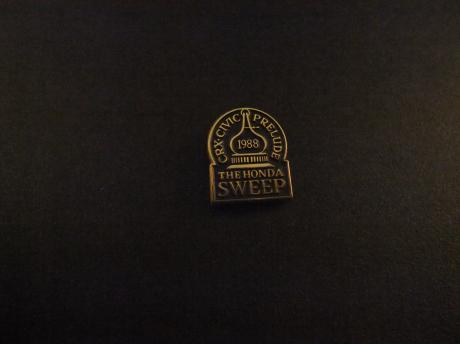 CRX·CIVIC PRELUDE
1988
THE HONDA
SWEEP